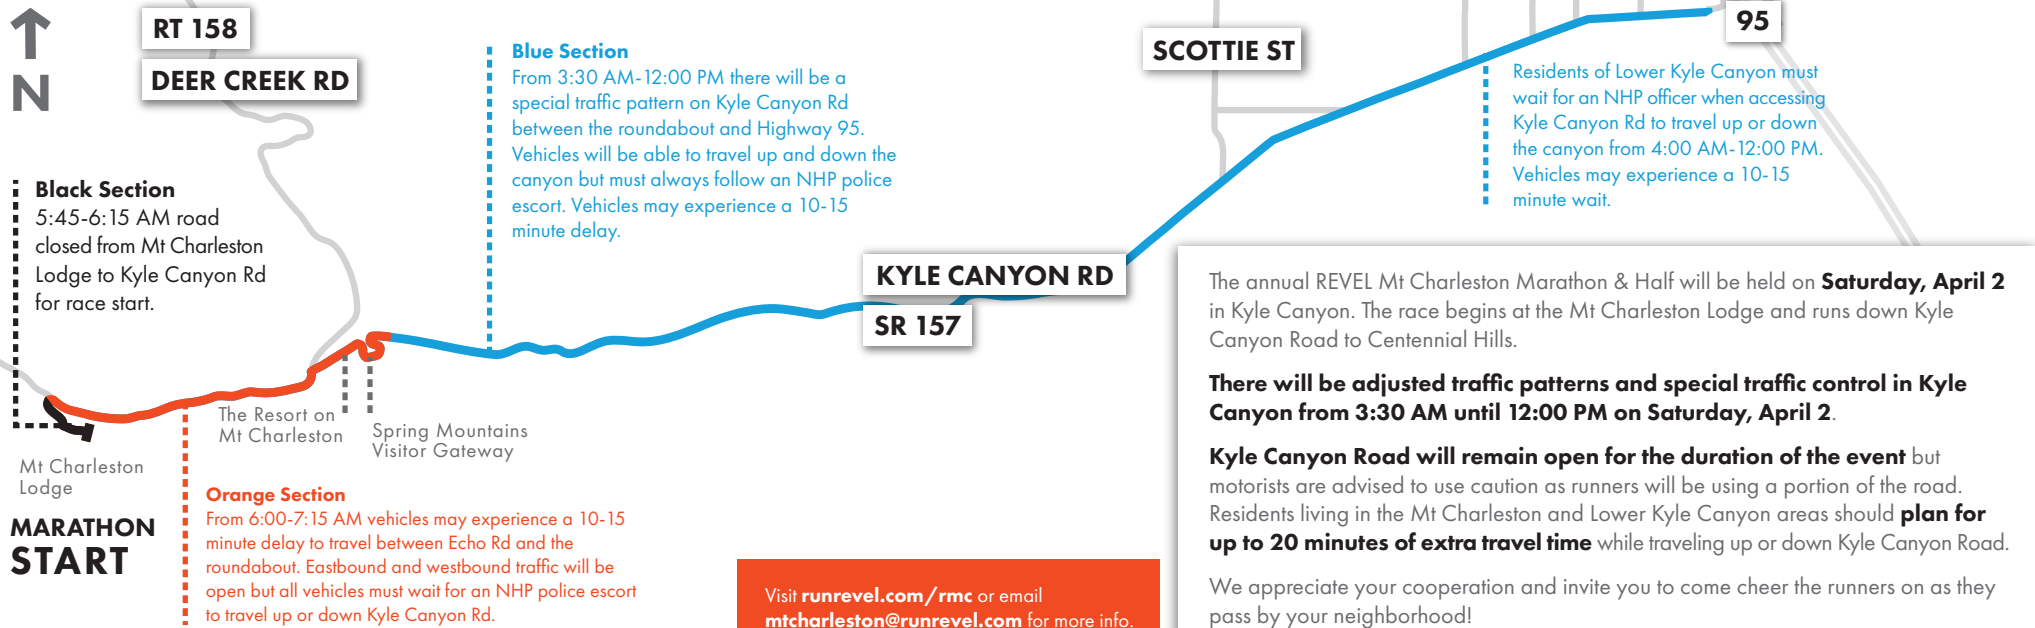 N
RT 158
DEER CREEK RD
Black Section
5:45-6:15 AM road
closed from Mt Charleston
Lodge to Kyle Canyon Rd
for race start.
Blue Section
From 3:30 AM-12:00 PM there will be a
special traffic pattern on Kyle Canyon Rd
between the roundabout and Highway 95.
Vehicles will be able to travel up and down the
canyon but must always follow an NHP police
escort. Vehicles may experience a 10-15
minute delay.
SCOTTIE ST
95
Residents of Lower Kyle Canyon must
wait for an NHP officer when accessing
Kyle Canyon Rd to travel up or down
the canyon from 4:00 AM-12:00 PM.
Vehicles may experience a 10-15
minute wait.
KYLE CANYON RD
SR 157
The Resort on
Mt Charleston
Spring Mountains
Visitor Gateway
Mt Charleston
Lodge
MARATHON
START
Orange Section
From 6:00-7:15 AM vehicles may experience a 10-15
minute delay to travel between Echo Rd and the
roundabout. Eastbound and westbound traffic will be
open but all vehicles must wait for an NHP police escort
to travel up or down Kyle Canyon Rd.
Visit runrevel.com/rmc or email
mtcharleston@runrevel.com for more info.
The annual REVEL Mt Charleston Marathon & Half will be held on Saturday, April 2
in Kyle Canyon. The race begins at the Mt Charleston Lodge and runs down Kyle
Canyon Road to Centennial Hills.
There will be adjusted traffic patterns and special traffic control in Kyle
Canyon from 3:30 AM until 12:00 PM on Saturday, April 2.
Kyle Canyon Road will remain open for the duration of the event but
motorists are advised to use caution as runners will be using a portion of the road.
Residents living in the Mt Charleston and Lower Kyle Canyon areas should plan for
up to 20 minutes of extra travel time while traveling up or down Kyle Canyon Road.
We appreciate your cooperation and invite you to come cheer the runners on as they
pass by your neighborhood!